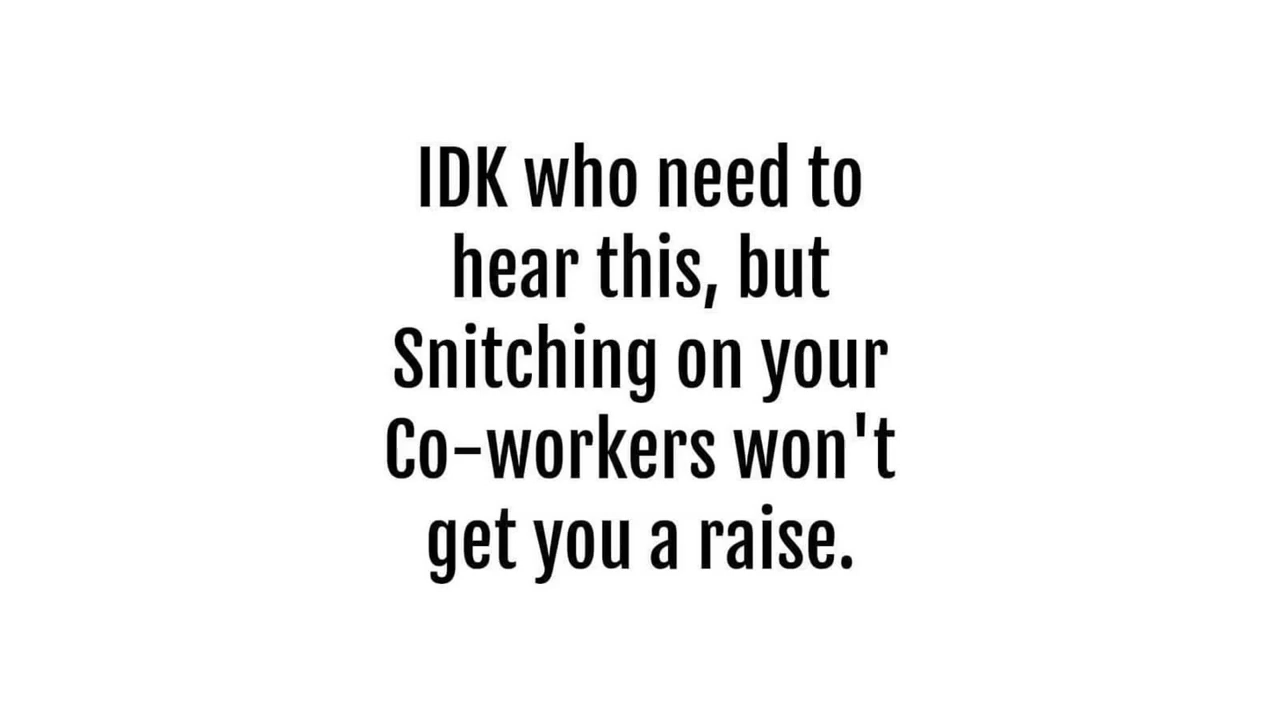 IDK who need to
hear this, but
Snitching on your
Co-workers won't
get you a raise.